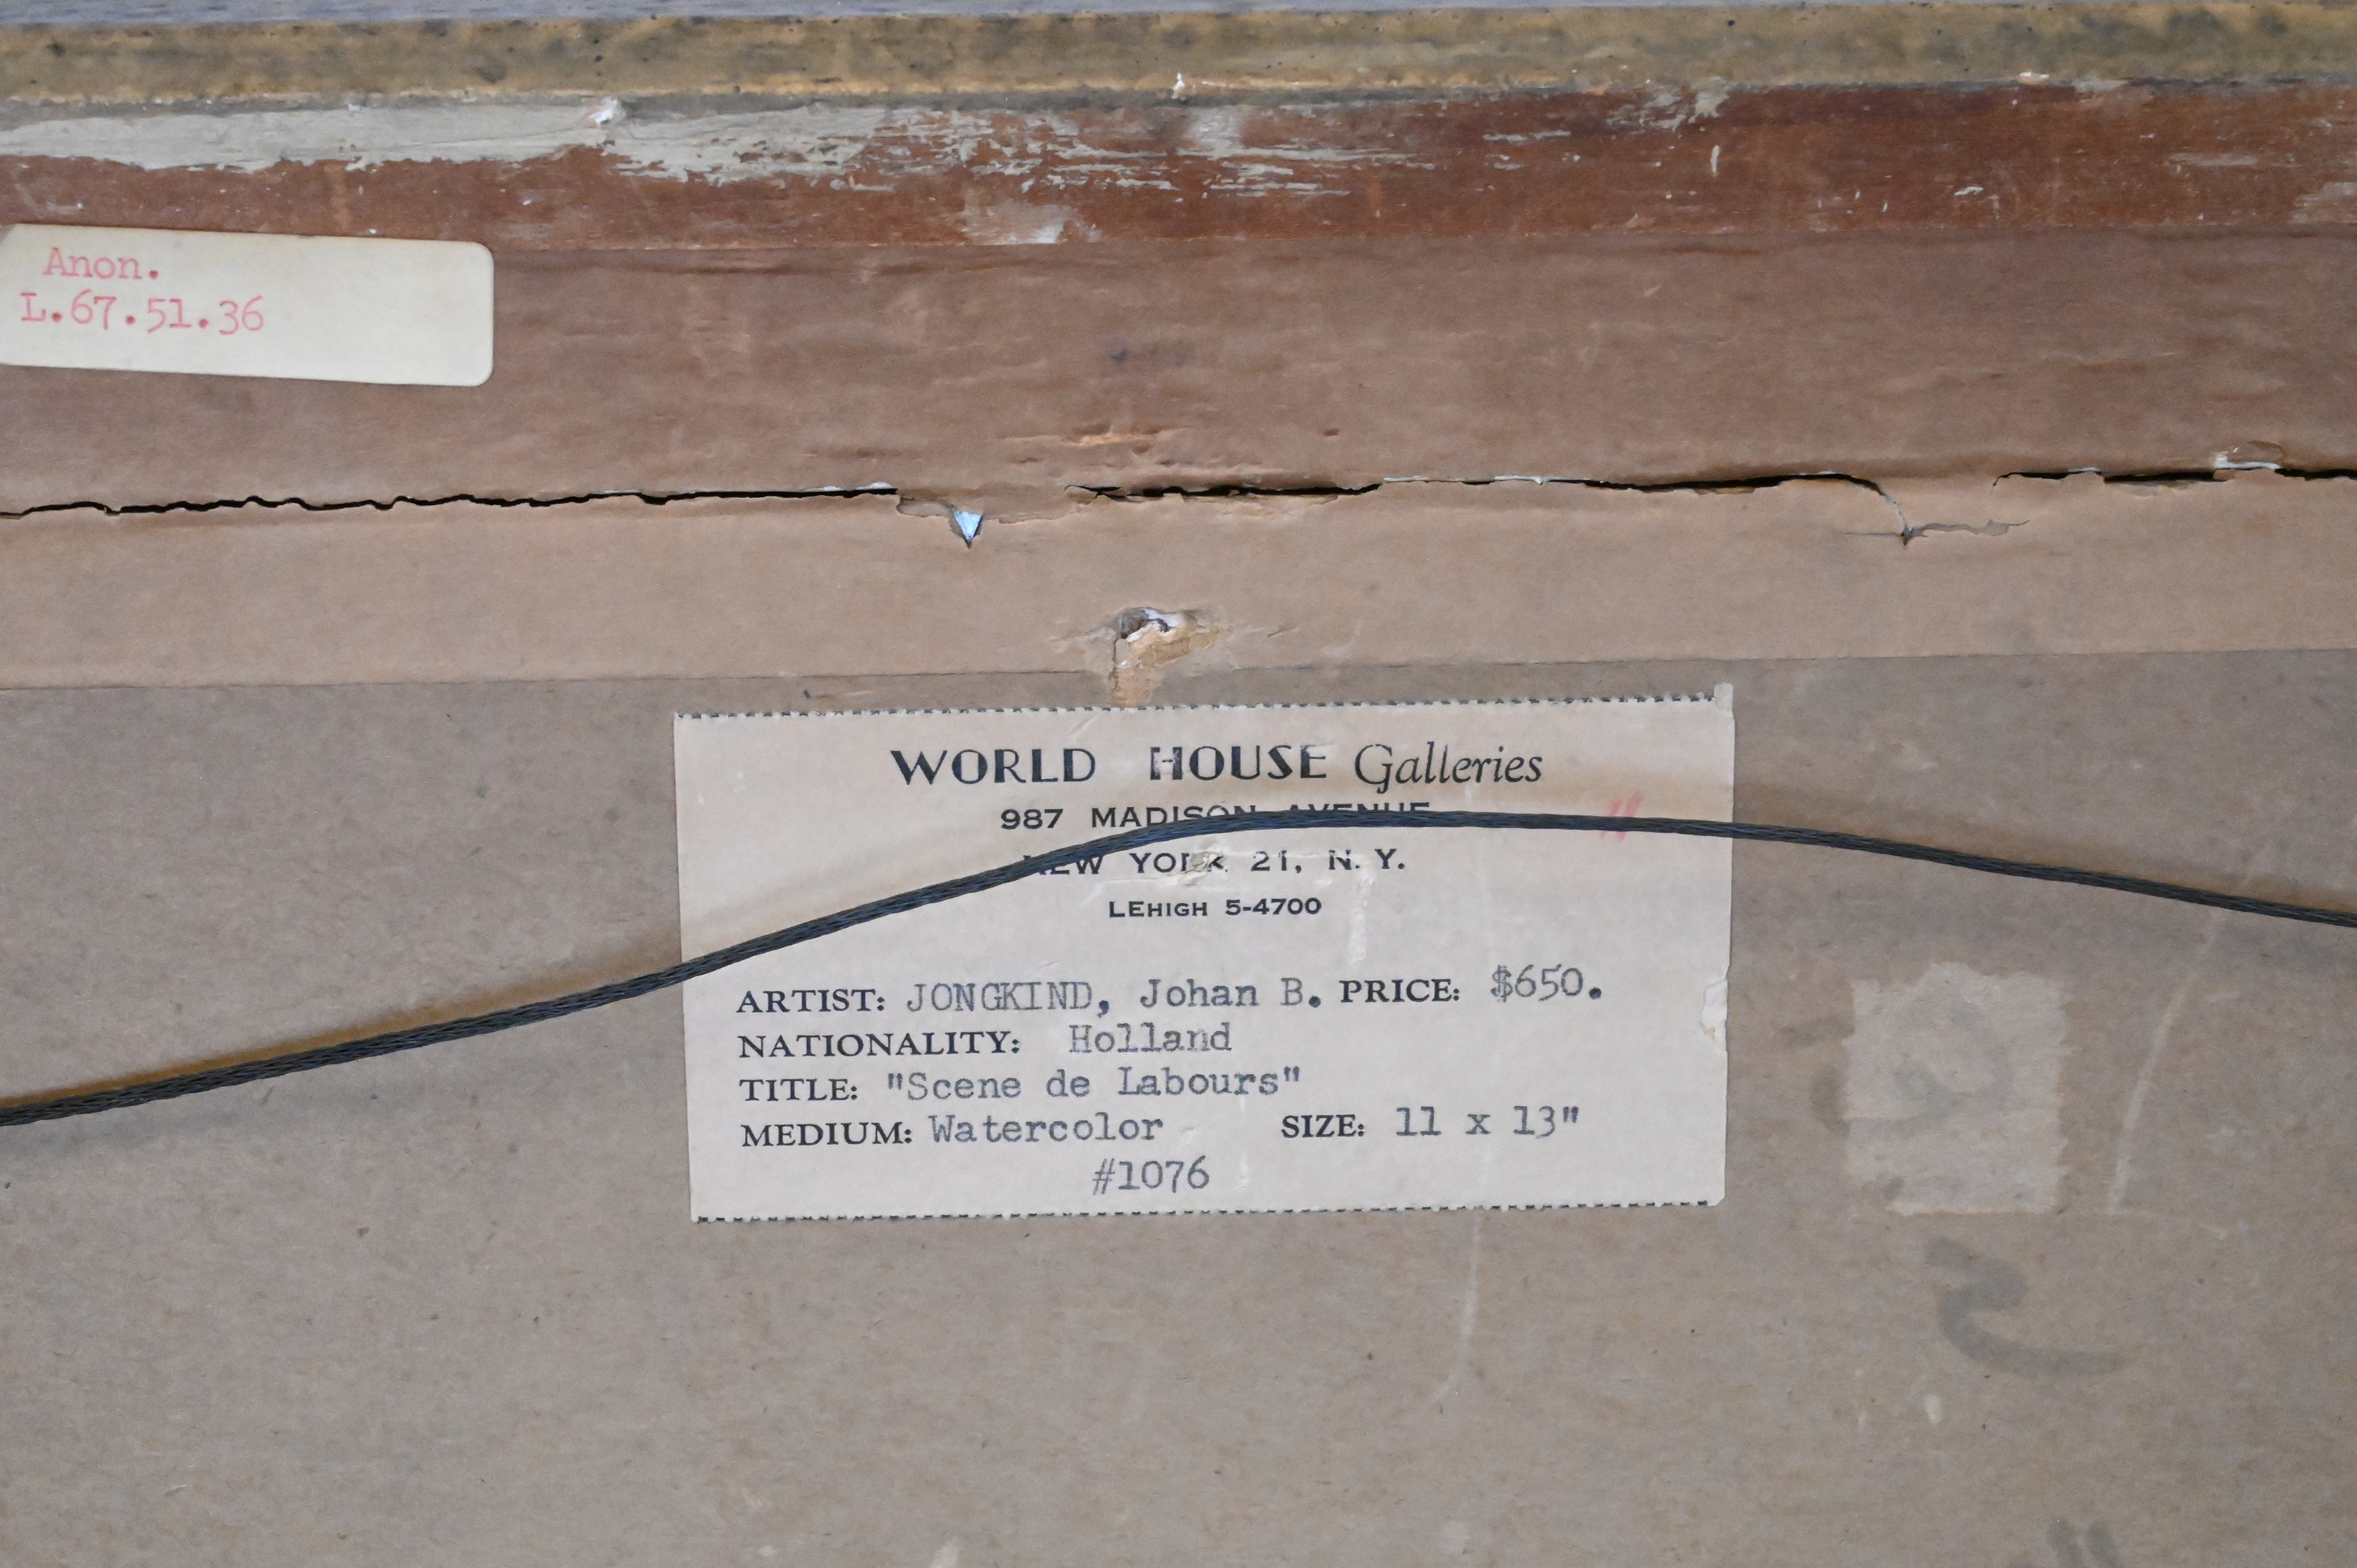 Anon.
L.67.51.36
WORLD HOUSE Galleries
987 MADISON AVENUE
NEW YORK 21, N. Y.
LEHIGH 5-4700
ARTIST: JONGKIND, Johan B. PRICE: $650.
NATIONALITY: Holland
TITLE: "Scene de Labours"
MEDIUM: Watercolor SIZE: 11 x 13"
#1076